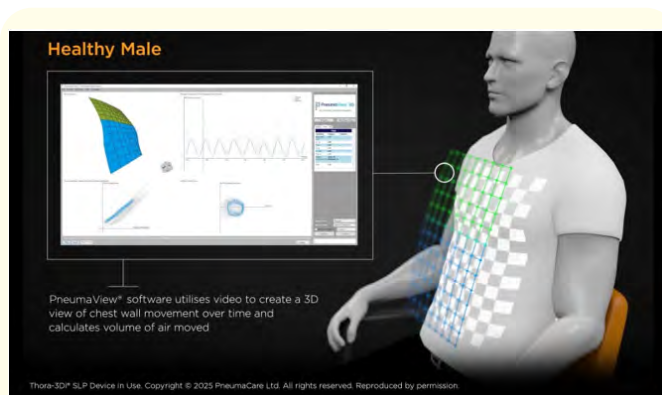 Healthy Male
PneumaView 3D
PneumaView® software utilises video to create a 3D
view of chest wall movement over time and
calculates volume of air moved
Thora-3Di® SLP Device in Use. Copyright © 2025 PneumaCare Ltd. All rights reserved. Reproduced by permission.